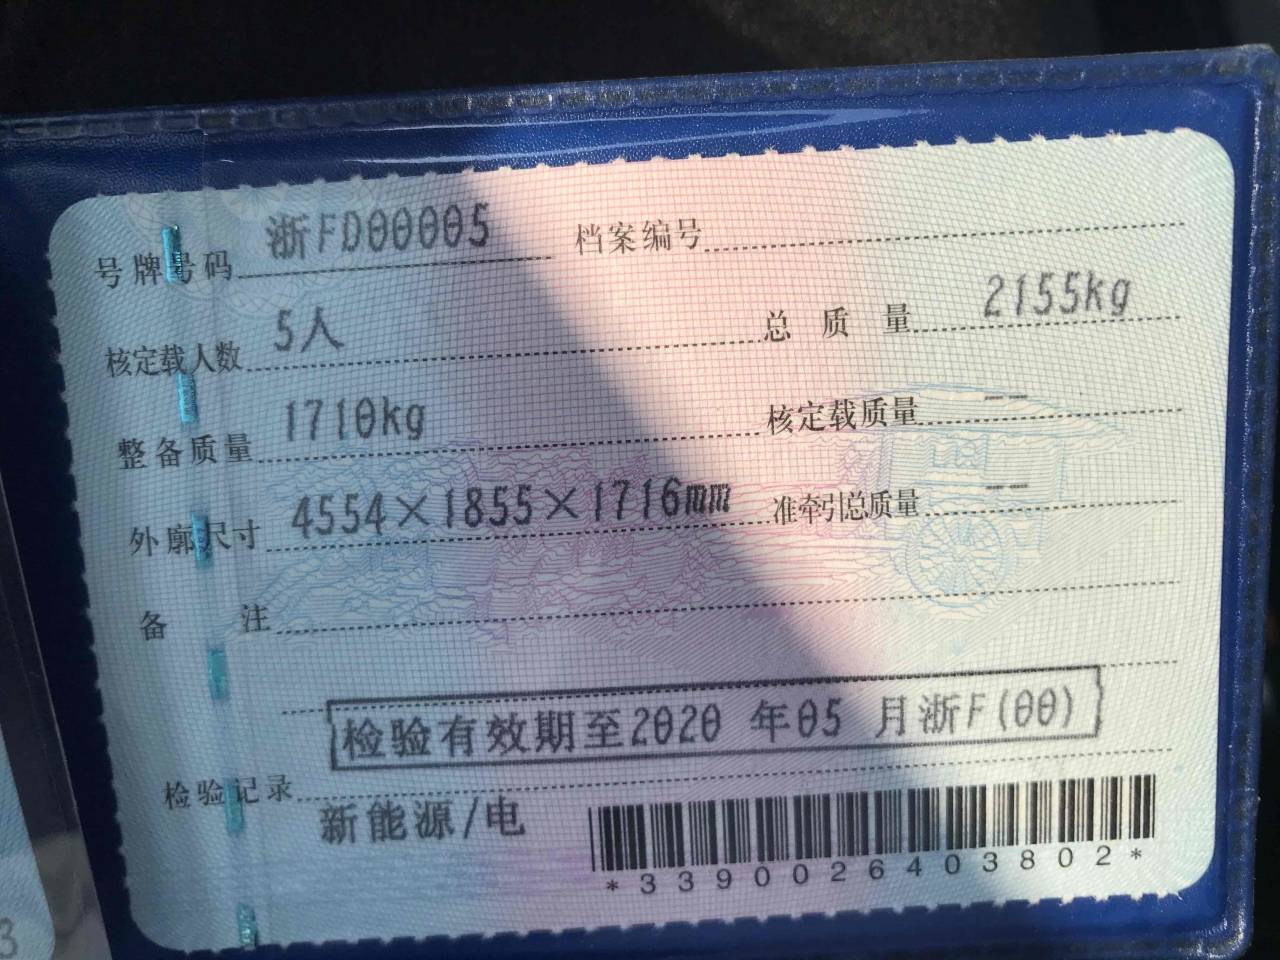 号牌号码 浙FD00005 档案编号
核定载人数 5人 总质量 2155kg
整备质量 1710kg 核定载质量 --
外廓尺寸 4554×1855×1716mm 准牵引总质量 --
备注
检验有效期至2020 年05 月浙F(00)
检验记录
新能源/电
*3390026403802*
3